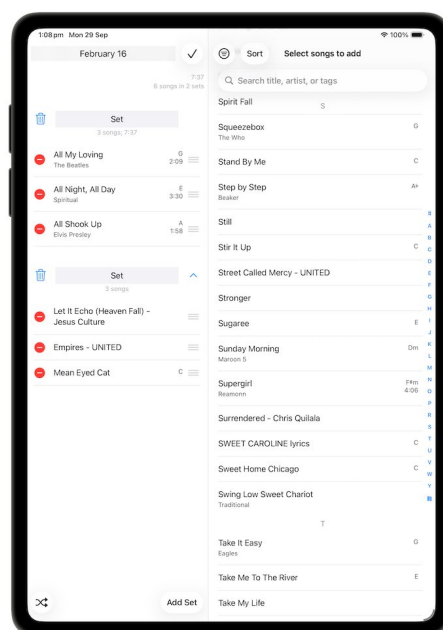 1:08 pm Mon 29 Sep
100%
February 16
7:37
6 songs in 2 sets
Set
3 songs; 7:37
All My Loving
G
The Beatles
2:09
All Night, All Day
E
Spiritual
3:30
All Shook Up
A
Elvis Presley
1:58
Set
3 songs
Let It Echo (Heaven Fall) -
Jesus Culture
Empires - UNITED
Mean Eyed Cat
C
Add Set
Sort
Select songs to add
Search title, artist, or tags
Spirit Fall
S
Squeezebox
G
The Who
Stand By Me
C
Step by Step
A♭
Beaker
Still
Stir It Up
C
Street Called Mercy - UNITED
Stronger
Sugaree
E
Sunday Morning
Dm
Maroon 5
Supergirl
F#m
Reamonn
4:06
Surrendered - Chris Quilala
SWEET CAROLINE lyrics
C
Sweet Home Chicago
C
Swing Low Sweet Chariot
Traditional
T
Take It Easy
G
Eagles
Take Me To The River
E
Take My Life
#
A
B
C
D
E
F
G
H
I
J
K
L
M
N
O
P
R
S
T
U
V
W
Y